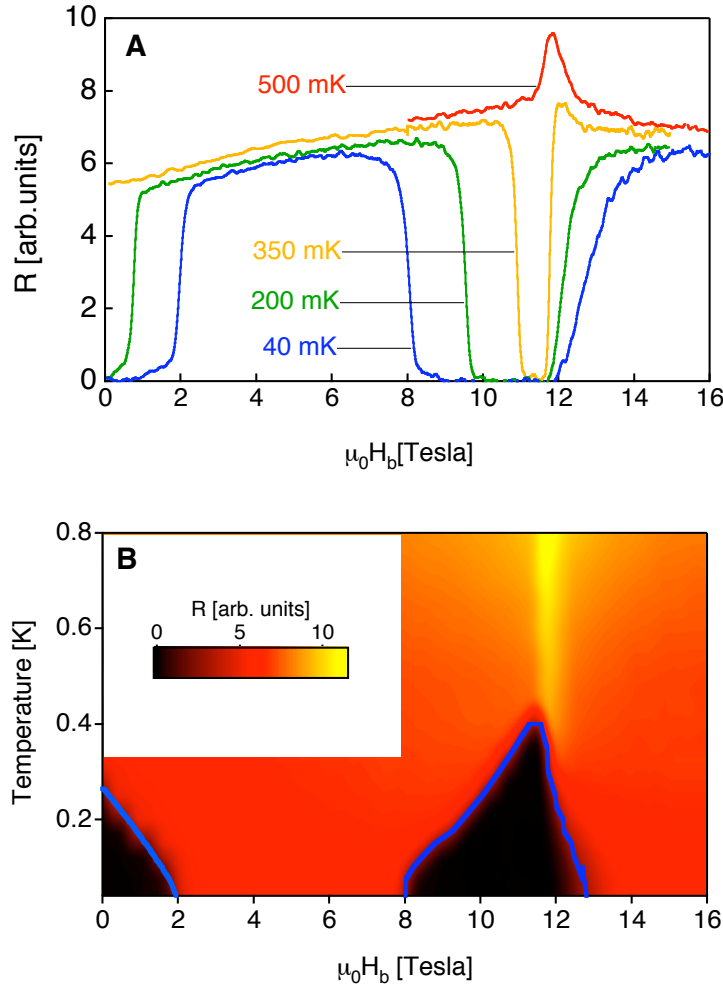 A
10
8
6
4
2
0
R [arb.units]
500 mK
350 mK
200 mK
40 mK
0 2 4 6 8 10 12 14 16
μ₀H_b[Tesla]
B
0.8
0.6
0.4
0.2
Temperature [K]
R [arb. units]
0 5 10
0 2 4 6 8 10 12 14 16
μ₀H_b [Tesla]